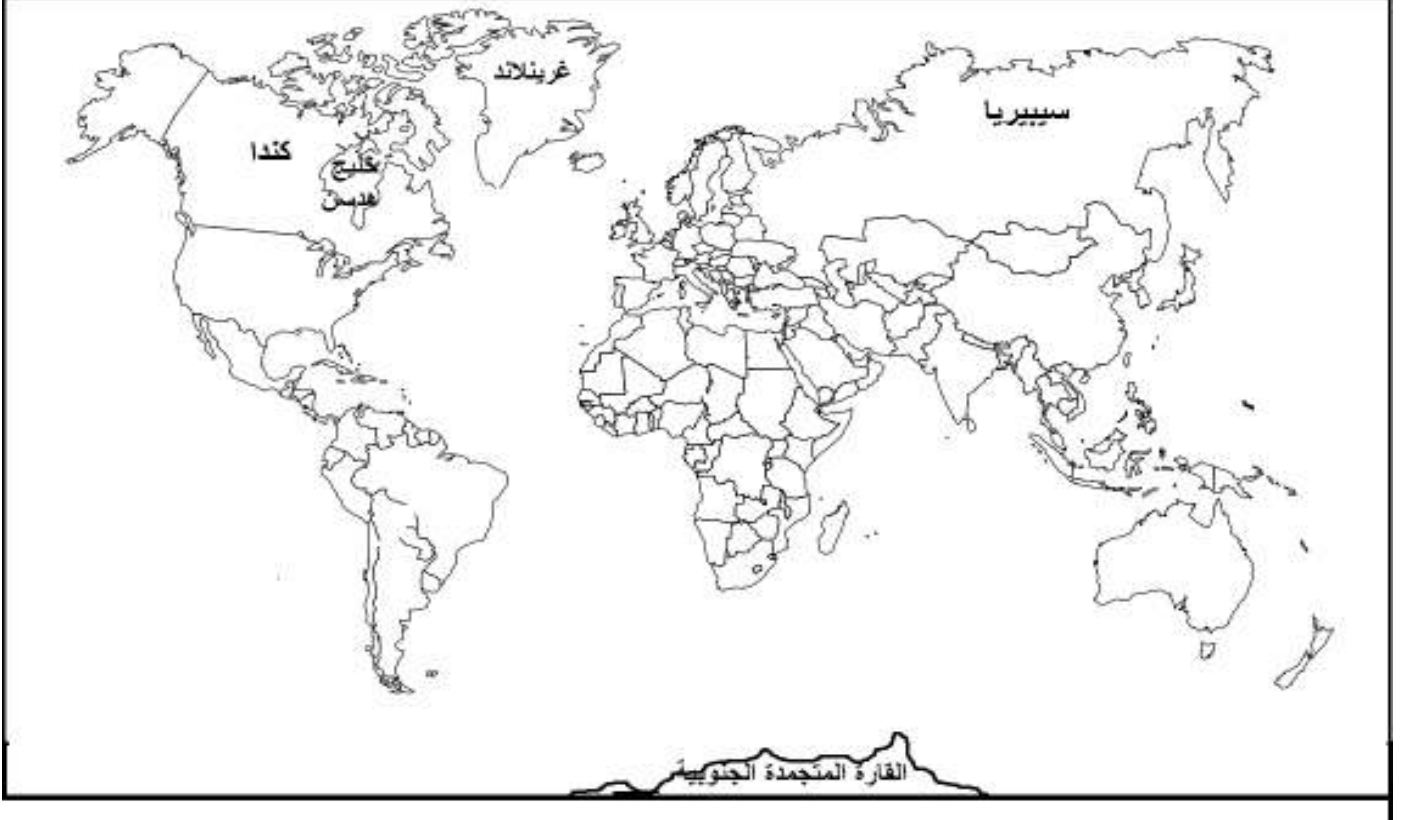 غرينلاند
سيبيريا
كندا
خليج
هدسن
القارة المتجمدة الجنوبية